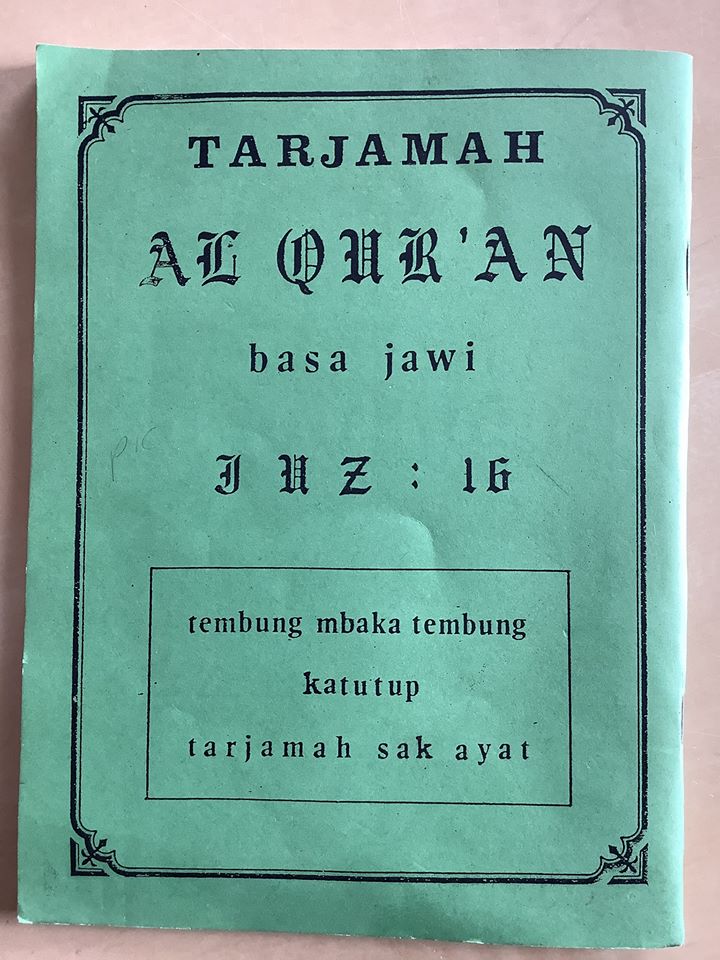 TARJAMAH
AL QUR'AN
basa jawi
JUZ : 16
tembung mbaka tembung
katutup
tarjamah sak ayat